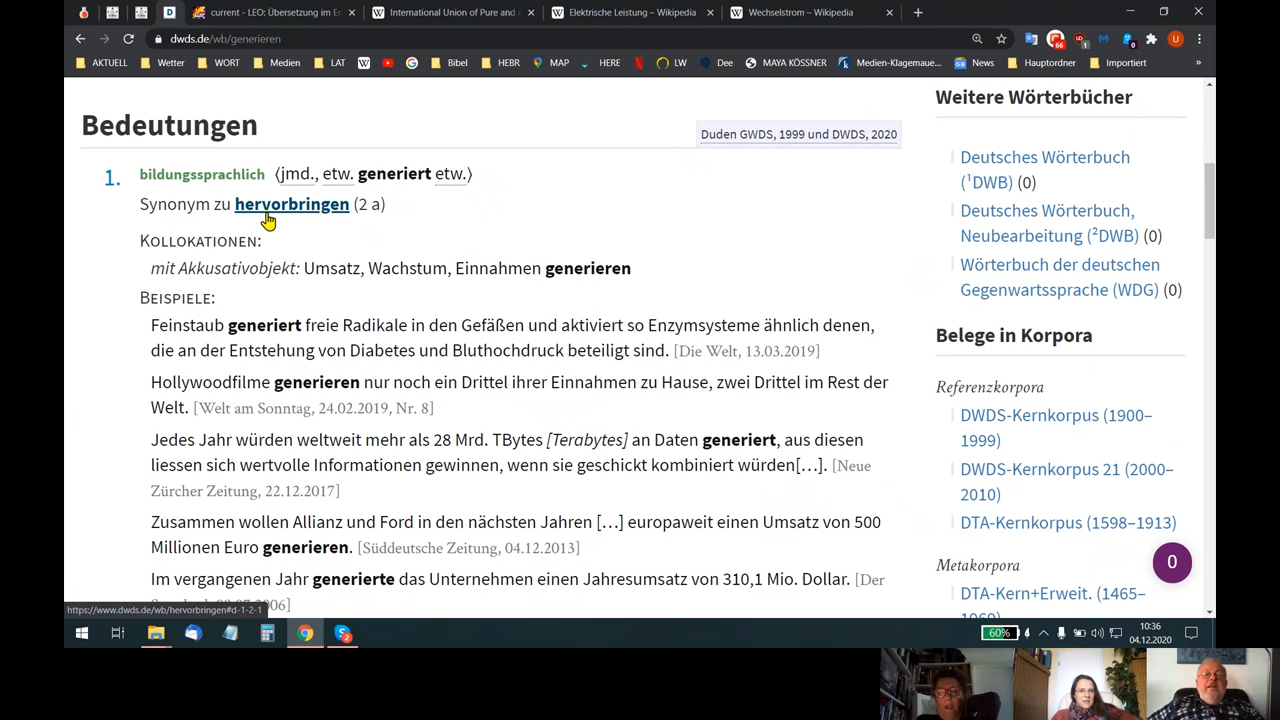 current - LEO: Übersetzung im E
International Union of Pure and A
Elektrische Leistung – Wikipedia
Wechselstrom – Wikipedia
dwds.de/wb/generieren
AKTUELL Wetter WORT Medien LAT Google Bibel HEBR MAP HERE LW Dee MAYA KÖSSNER Medien-Klagemaue... News Hauptordner Importiert »
Bedeutungen
Duden GWDS, 1999 und DWDS, 2020
1. bildungssprachlich ⟨jmd., etw. generiert etw.⟩
Synonym zu hervorbringen (2 a)
KOLLOKATIONEN:
mit Akkusativobjekt: Umsatz, Wachstum, Einnahmen generieren
BEISPIELE:
Feinstaub generiert freie Radikale in den Gefäßen und aktiviert so Enzymsysteme ähnlich denen,
die an der Entstehung von Diabetes und Bluthochdruck beteiligt sind. [Die Welt, 13.03.2019]
Hollywoodfilme generieren nur noch ein Drittel ihrer Einnahmen zu Hause, zwei Drittel im Rest der
Welt. [Welt am Sonntag, 24.02.2019, Nr. 8]
Jedes Jahr würden weltweit mehr als 28 Mrd. TBytes [Terabytes] an Daten generiert, aus diesen
liessen sich wertvolle Informationen gewinnen, wenn sie geschickt kombiniert würden[…]. [Neue
Zürcher Zeitung, 22.12.2017]
Zusammen wollen Allianz und Ford in den nächsten Jahren […] europaweit einen Umsatz von 500
Millionen Euro generieren. [Süddeutsche Zeitung, 04.12.2013]
Im vergangenen Jahr generierte das Unternehmen einen Jahresumsatz von 310,1 Mio. Dollar. [Der
Weitere Wörterbücher
Deutsches Wörterbuch
(¹DWB) (0)
Deutsches Wörterbuch,
Neubearbeitung (²DWB) (0)
Wörterbuch der deutschen
Gegenwartssprache (WDG) (0)
Belege in Korpora
Referenzkorpora
DWDS-Kernkorpus (1900–
1999)
DWDS-Kernkorpus 21 (2000–
2010)
DTA-Kernkorpus (1598–1913)
Metakorpora
DTA-Kern+Erweit. (1465–
0
https://www.dwds.de/wb/hervorbringen#d-1-2-1
60%
10:36
04.12.2020